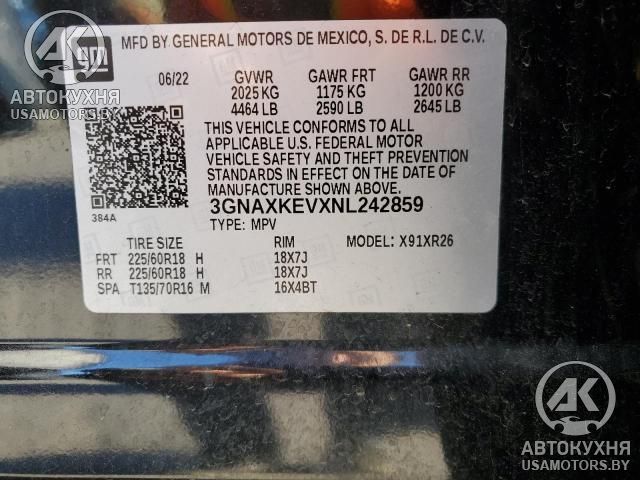 gm MFD BY GENERAL MOTORS DE MEXICO, S. DE R.L. DE C.V.
06/22 GVWR GAWR FRT GAWR RR
2025 KG 1175 KG 1200 KG
4464 LB 2590 LB 2645 LB
THIS VEHICLE CONFORMS TO ALL
APPLICABLE U.S. FEDERAL MOTOR
VEHICLE SAFETY AND THEFT PREVENTION
STANDARDS IN EFFECT ON THE DATE OF
MANUFACTURE SHOWN ABOVE.
384A 3GNAXKEVXNL242859
TYPE: MPV
TIRE SIZE RIM MODEL: X91XR26
FRT 225/60R18 H 18X7J
RR 225/60R18 H 18X7J
SPA T135/70R16 M 16X4BT
АК
АВТОКУХНЯ
USAMOTORS.BY
АК
АВТОКУХНЯ
USAMOTORS.BY